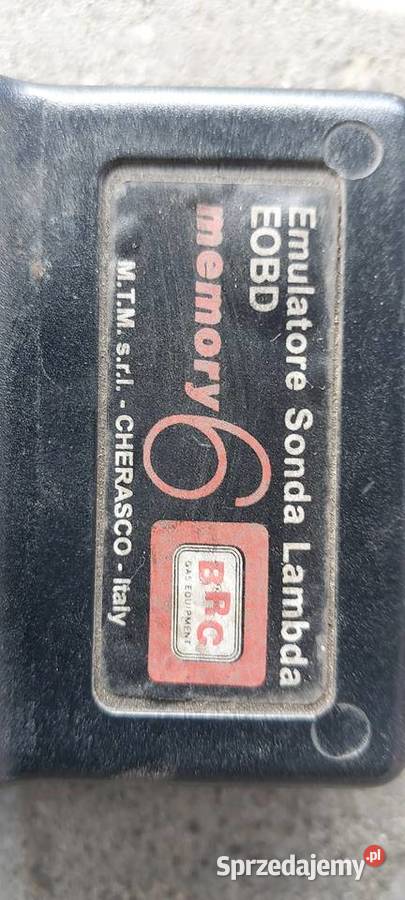 Emulatore Sonda Lambda
EOBD
memory 6
BRC
GAS EQUIPMENT
M.T.M. s.r.l. - CHERASCO - Italy
Sprzedajemy.pl